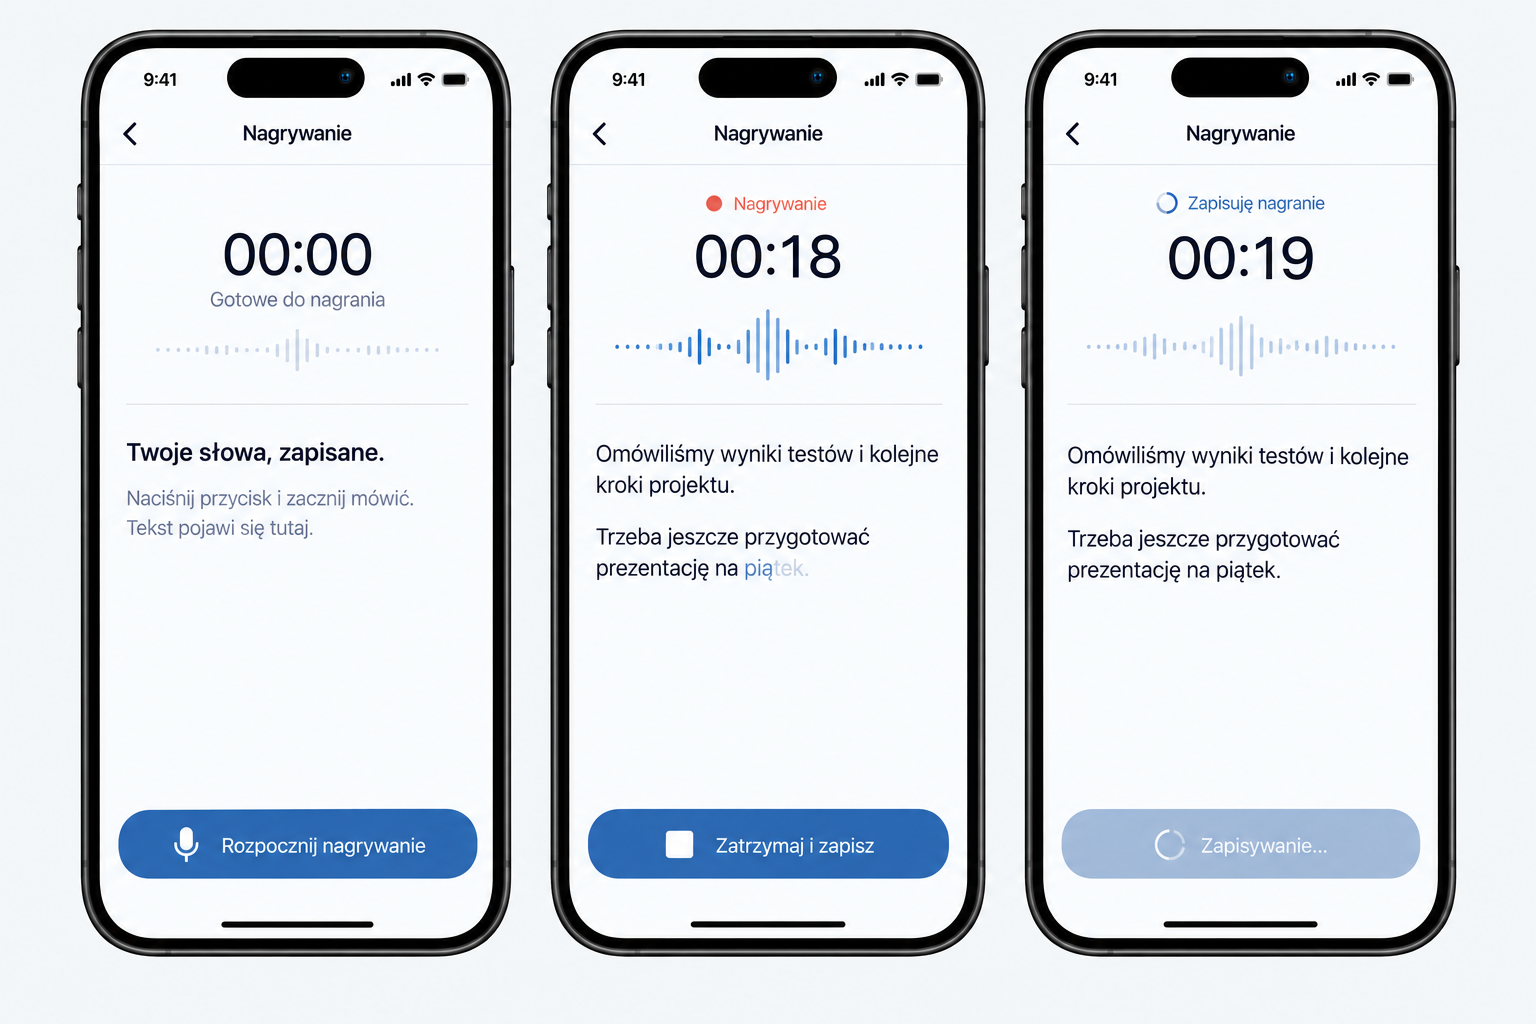 9:41
Nagrywanie
00:00
Gotowe do nagrania
Twoje słowa, zapisane.
Naciśnij przycisk i zacznij mówić.
Tekst pojawi się tutaj.
Rozpocznij nagrywanie
9:41
Nagrywanie
Nagrywanie
00:18
Omówiliśmy wyniki testów i kolejne
kroki projektu.
Trzeba jeszcze przygotować
prezentację na piątek.
Zatrzymaj i zapisz
9:41
Nagrywanie
Zapisuję nagranie
00:19
Omówiliśmy wyniki testów i kolejne
kroki projektu.
Trzeba jeszcze przygotować
prezentację na piątek.
Zapisywanie...